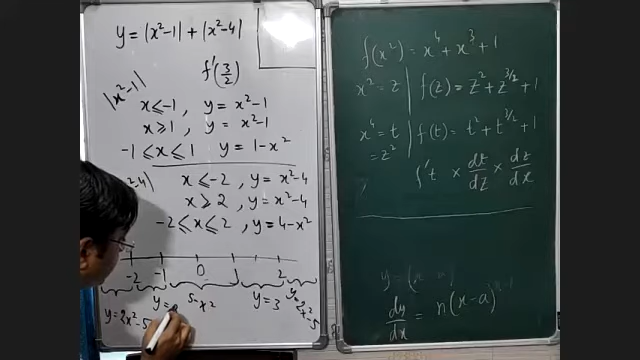 y = |x²-1| + |x²-4|
f'(3/2)
|x²-1|
x ≤ -1, y = x²-1
x ≥ 1, y = x²-1
-1 ≤ x ≤ 1 y = 1-x²
x²-4) x ≤ -2, y = x²-4
x ≥ 2, y = x²-4
-2 ≤ x ≤ 2, y = 4-x²
-2 -1 0 1 2
y = 2x²-5
y =
y = 3
y = 2x²-5
f(x²) = x⁴ + x³ + 1
x² = z | f(z) = z² + z^{3/2} + 1
x⁴ = t | f(t) = t² + t^{3/2} + 1
= z²
f't × dt/dz × dz/dx
dy/dx = n(x-a)^{n-1}